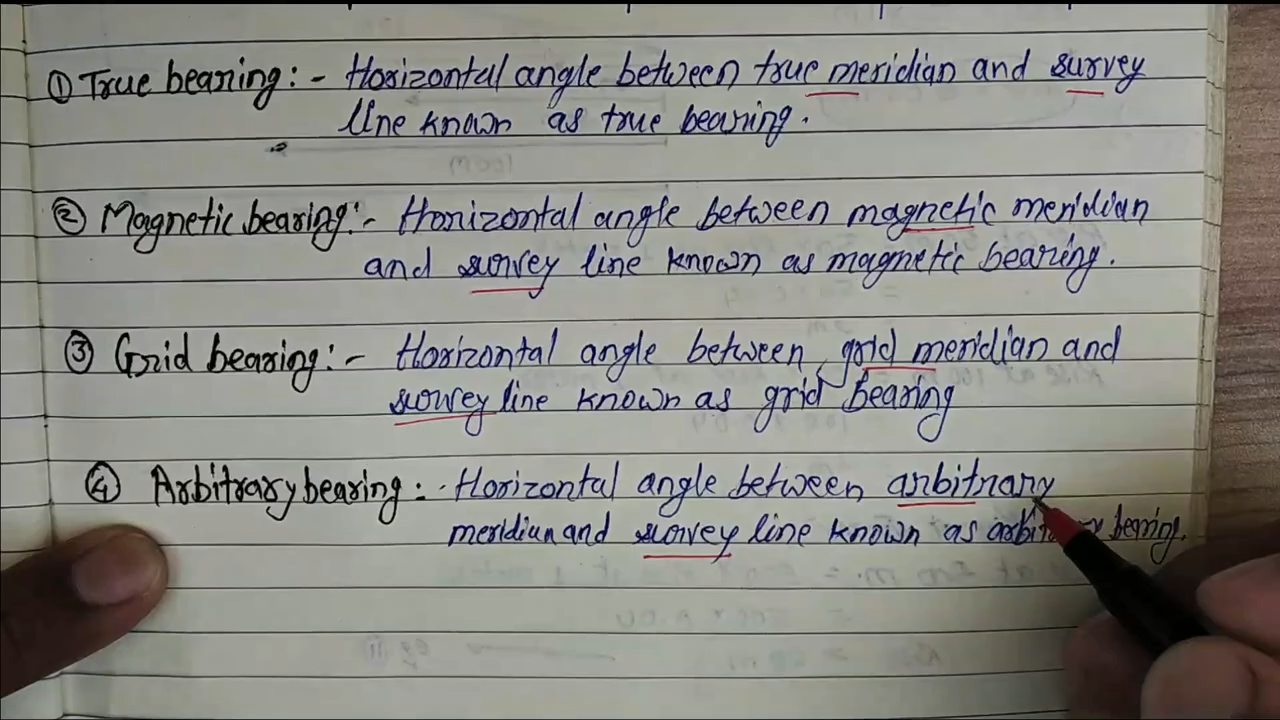 ① True bearing:- Horizontal angle between true meridian and survey
line known as true bearing.
② Magnetic bearing:- Horizontal angle between magnetic meridian
and survey line known as magnetic bearing.
③ Grid bearing:- Horizontal angle between grid meridian and
survey line known as grid bearing
④ Arbitrary bearing:- Horizontal angle between arbitrary
meridian and survey line known as arbitrary bearing.